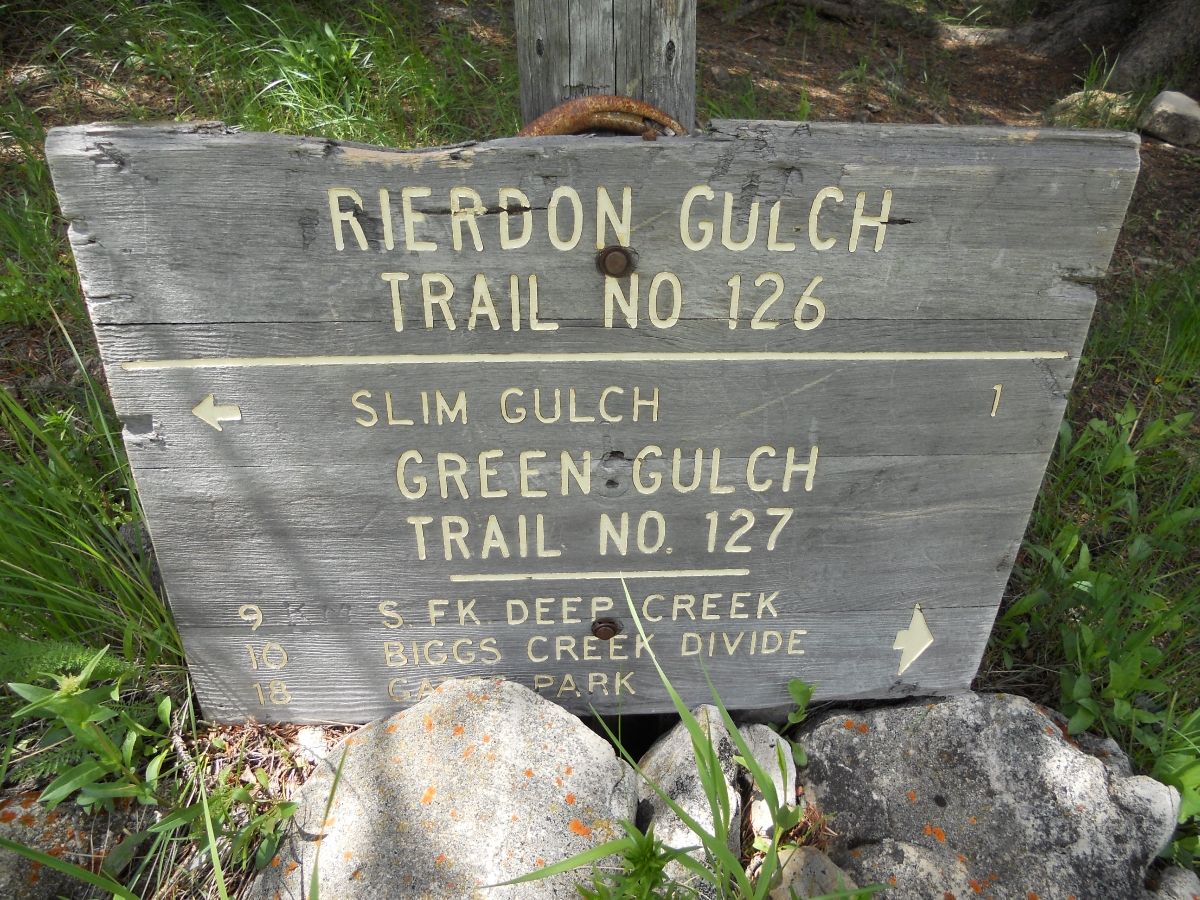 RIERDON GULCH
TRAIL NO 126
SLIM GULCH 1
GREEN GULCH
TRAIL NO. 127
9 KM S. FK. DEEP CREEK
10 BIGGS CREEK DIVIDE
18 PARK